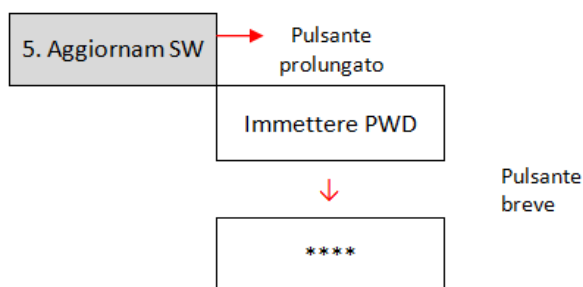 5. Aggiornam SW
Pulsante
prolungato
Immettere PWD
Pulsante
breve
****